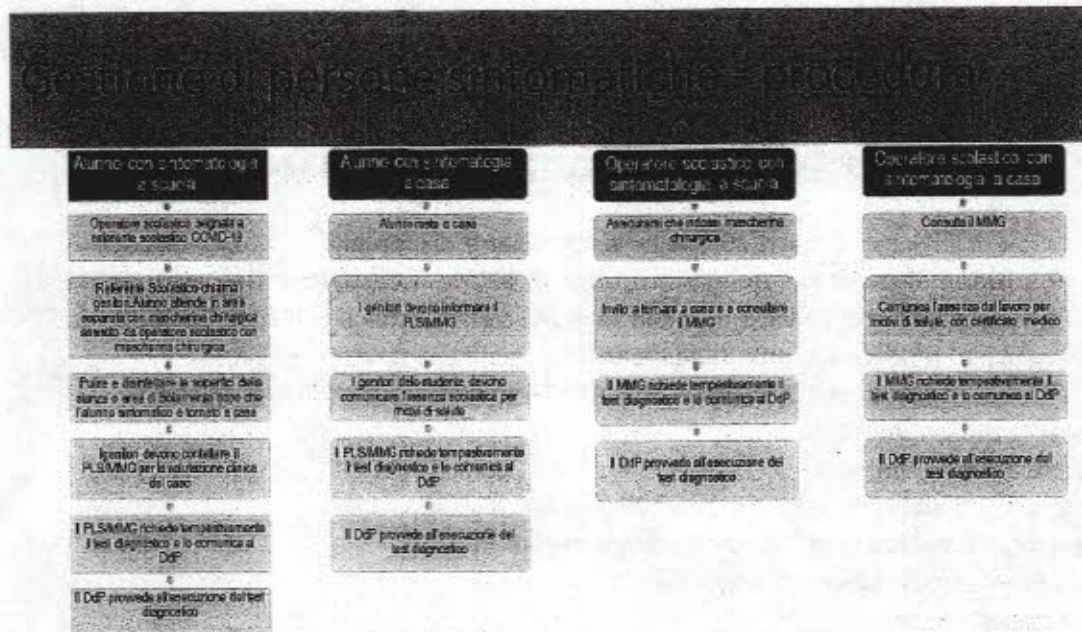 Gestione di persone sintomatiche - procedura
Alunno con sintomatologia
a scuola
Operatore scolastico segnala a
referente scolastico COVID-19
Referente Scolastico chiama i
genitori. Alunno attende in area
separata con mascherina chirurgica
assistito da operatore scolastico con
mascherina chirurgica
Pulire e disinfettare le superfici della
stanza o area di isolamento dopo che
l'alunno sintomatico è tornato a casa
I genitori devono contattare il
PLS/MMG per la valutazione clinica
del caso
Il PLS/MMG richiede tempestivamente
il test diagnostico e lo comunica al
DdP
Il DdP provvede all'esecuzione del test
diagnostico
Alunno con sintomatologia
a casa
Alunno resta a casa
I genitori devono informare il
PLS/MMG
I genitori dello studente devono
comunicare l'assenza scolastica per
motivi di salute
Il PLS/MMG richiede tempestivamente
il test diagnostico e lo comunica al
DdP
Il DdP provvede all'esecuzione del
test diagnostico
Operatore scolastico con
sintomatologia a scuola
Assicurarsi che indossi mascherina
chirurgica
Invito a tornare a casa e a consultare
il MMG
Il MMG richiede tempestivamente il
test diagnostico e lo comunica al DdP
Il DdP provvede all'esecuzione del
test diagnostico
Operatore scolastico con
sintomatologia a casa
Consulta il MMG
Comunica l'assenza dal lavoro per
motivi di salute, con certificato medico
Il MMG richiede tempestivamente il
test diagnostico e lo comunica al DdP
Il DdP provvede all'esecuzione del
test diagnostico